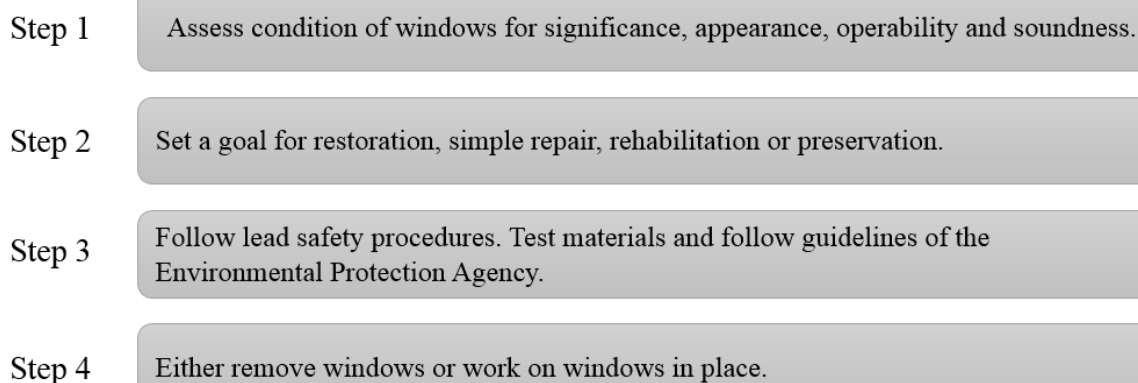 Step 1
Assess condition of windows for significance, appearance, operability and soundness.
Step 2
Set a goal for restoration, simple repair, rehabilitation or preservation.
Step 3
Follow lead safety procedures. Test materials and follow guidelines of the
Environmental Protection Agency.
Step 4
Either remove windows or work on windows in place.